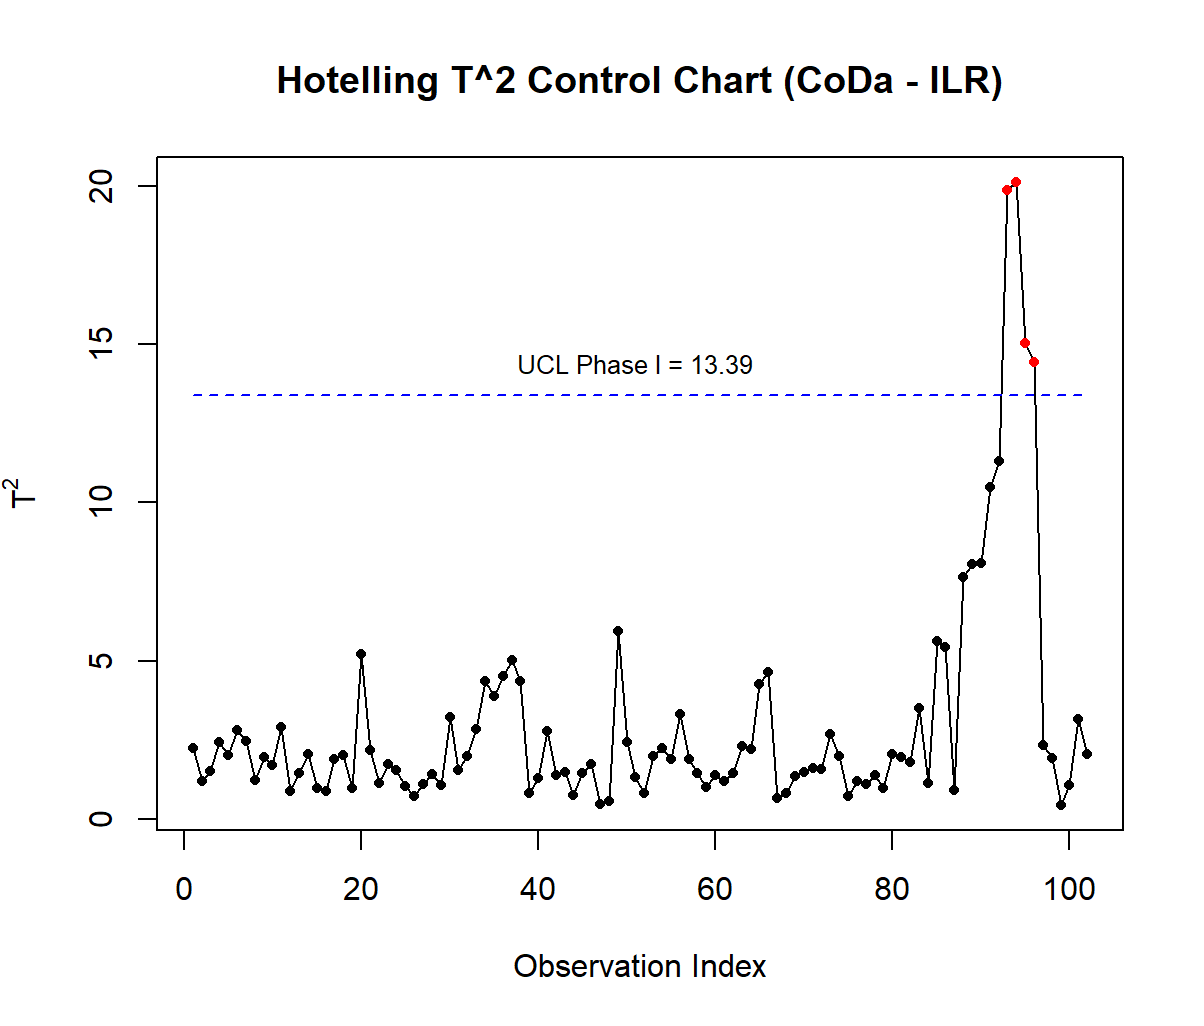 Hotelling T^2 Control Chart (CoDa - ILR)
20
15
10
5
0
T²
UCL Phase I = 13.39
0 20 40 60 80 100
Observation Index